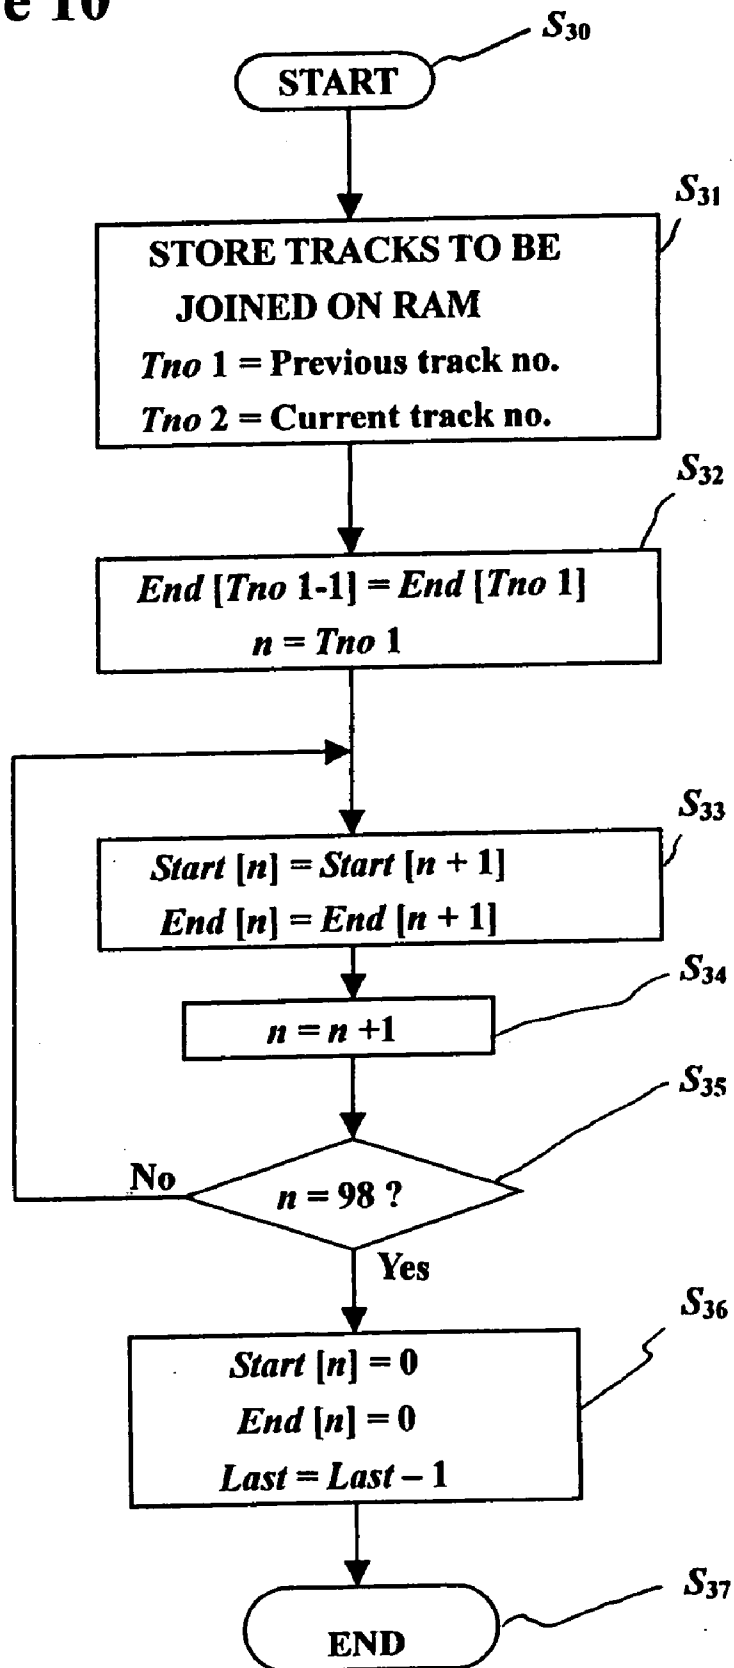 e 10
S30
START
S31
STORE TRACKS TO BE
JOINED ON RAM
Tno 1 = Previous track no.
Tno 2 = Current track no.
S32
End [Tno 1-1] = End [Tno 1]
n = Tno 1
S33
Start [n] = Start [n + 1]
End [n] = End [n + 1]
S34
n = n +1
S35
No
n = 98 ?
Yes
S36
Start [n] = 0
End [n] = 0
Last = Last – 1
S37
END